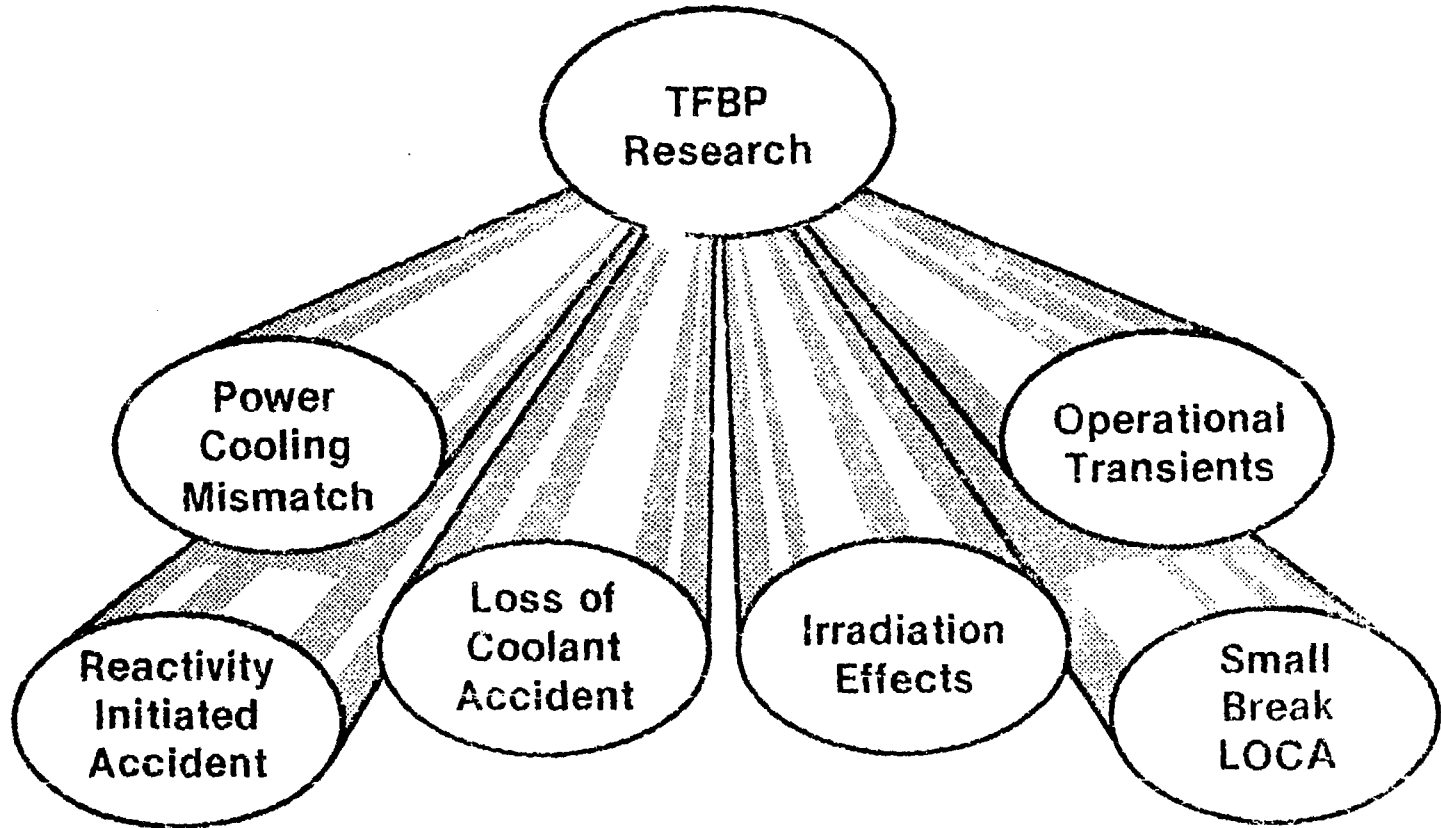 TFBP
Research
Power
Cooling
Mismatch
Operational
Transients
Reactivity
Initiated
Accident
Loss of
Coolant
Accident
Irradiation
Effects
Small
Break
LOCA